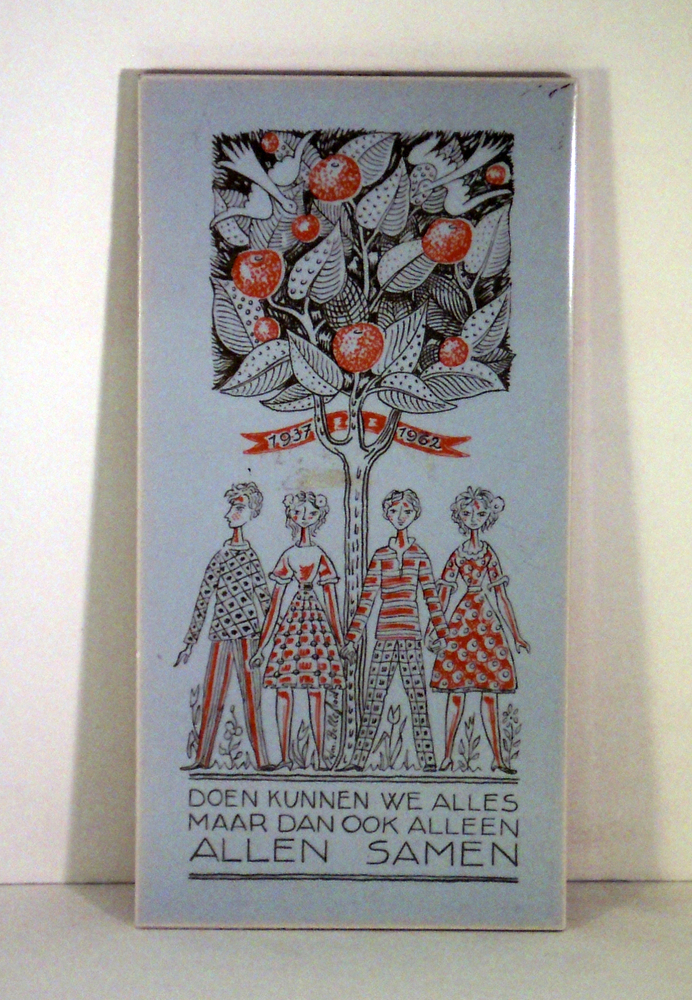 1937 1962
DOEN KUNNEN WE ALLES
MAAR DAN OOK ALLEEN
ALLEN SAMEN